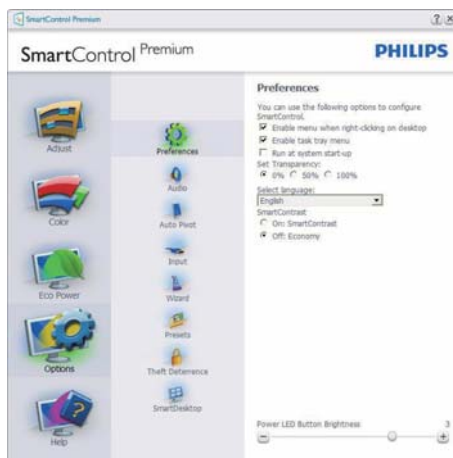 SmartControl Premium
? X
SmartControl Premium
PHILIPS
Adjust
Color
Eco Power
Options
Help
Preferences
Audio
Auto Pivot
Input
Wizard
Presets
Theft Deterrence
SmartDesktop
Preferences
You can use the following options to configure
SmartControl.
Enable menu when right-clicking on desktop
Enable task tray menu
Run at system start-up
Set Transparency:
0% 50% 100%
Select language:
English
SmartContrast
On: SmartContrast
Off: Economy
Power LED Button Brightness 3